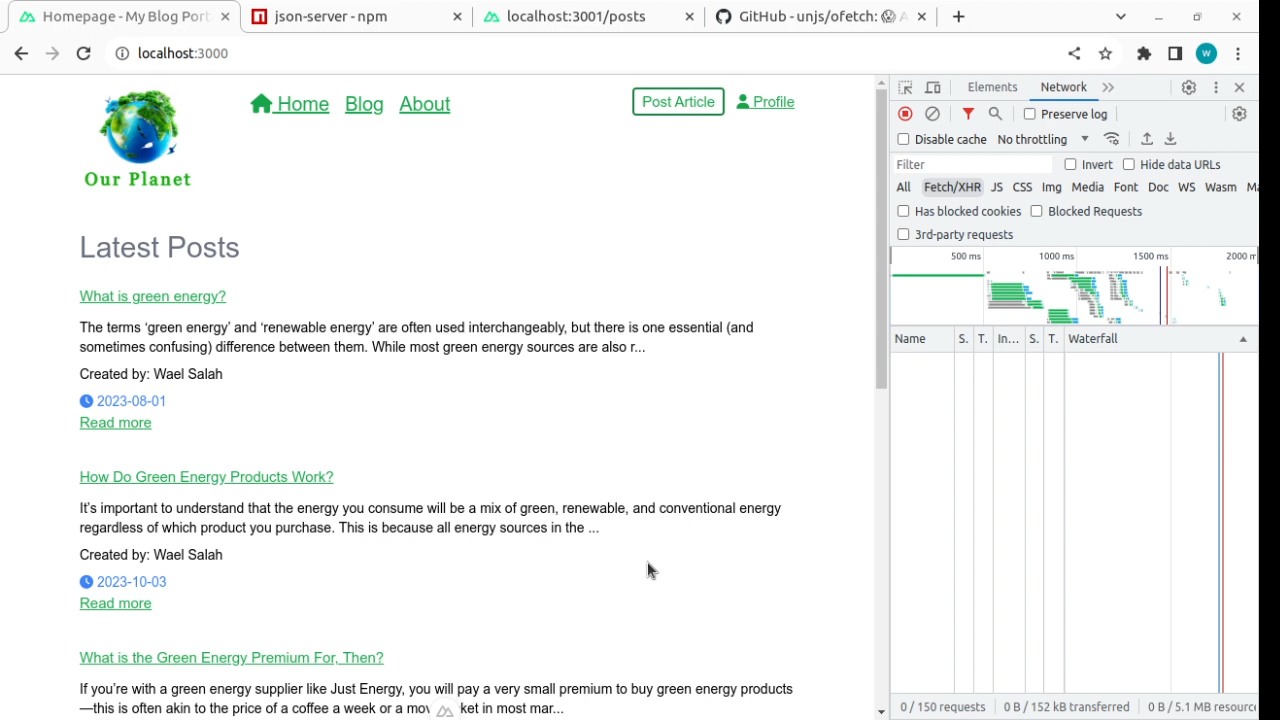 Homepage - My Blog Port
json-server - npm
localhost:3001/posts
GitHub - unjs/ofetch: 😱 A
localhost:3000
W
Our Planet
Home
Blog
About
Post Article
Profile
Latest Posts
What is green energy?
The terms ‘green energy’ and ‘renewable energy’ are often used interchangeably, but there is one essential (and
sometimes confusing) difference between them. While most green energy sources are also r...
Created by: Wael Salah
2023-08-01
Read more
How Do Green Energy Products Work?
It’s important to understand that the energy you consume will be a mix of green, renewable, and conventional energy
regardless of which product you purchase. This is because all energy sources in the ...
Created by: Wael Salah
2023-10-03
Read more
What is the Green Energy Premium For, Then?
If you’re with a green energy supplier like Just Energy, you will pay a very small premium to buy green energy products
—this is often akin to the price of a coffee a week or a mov ket in most mar...
Elements
Network
Preserve log
Disable cache
No throttling
Filter
Invert
Hide data URLs
All
Fetch/XHR
JS
CSS
Img
Media
Font
Doc
WS
Wasm
Ma
Has blocked cookies
Blocked Requests
3rd-party requests
500 ms
1000 ms
1500 ms
2000 m
Name
S.
T.
In...
S.
T.
Waterfall
0 / 150 requests
0 B / 152 kB transferred
0 B / 5.1 MB resourc